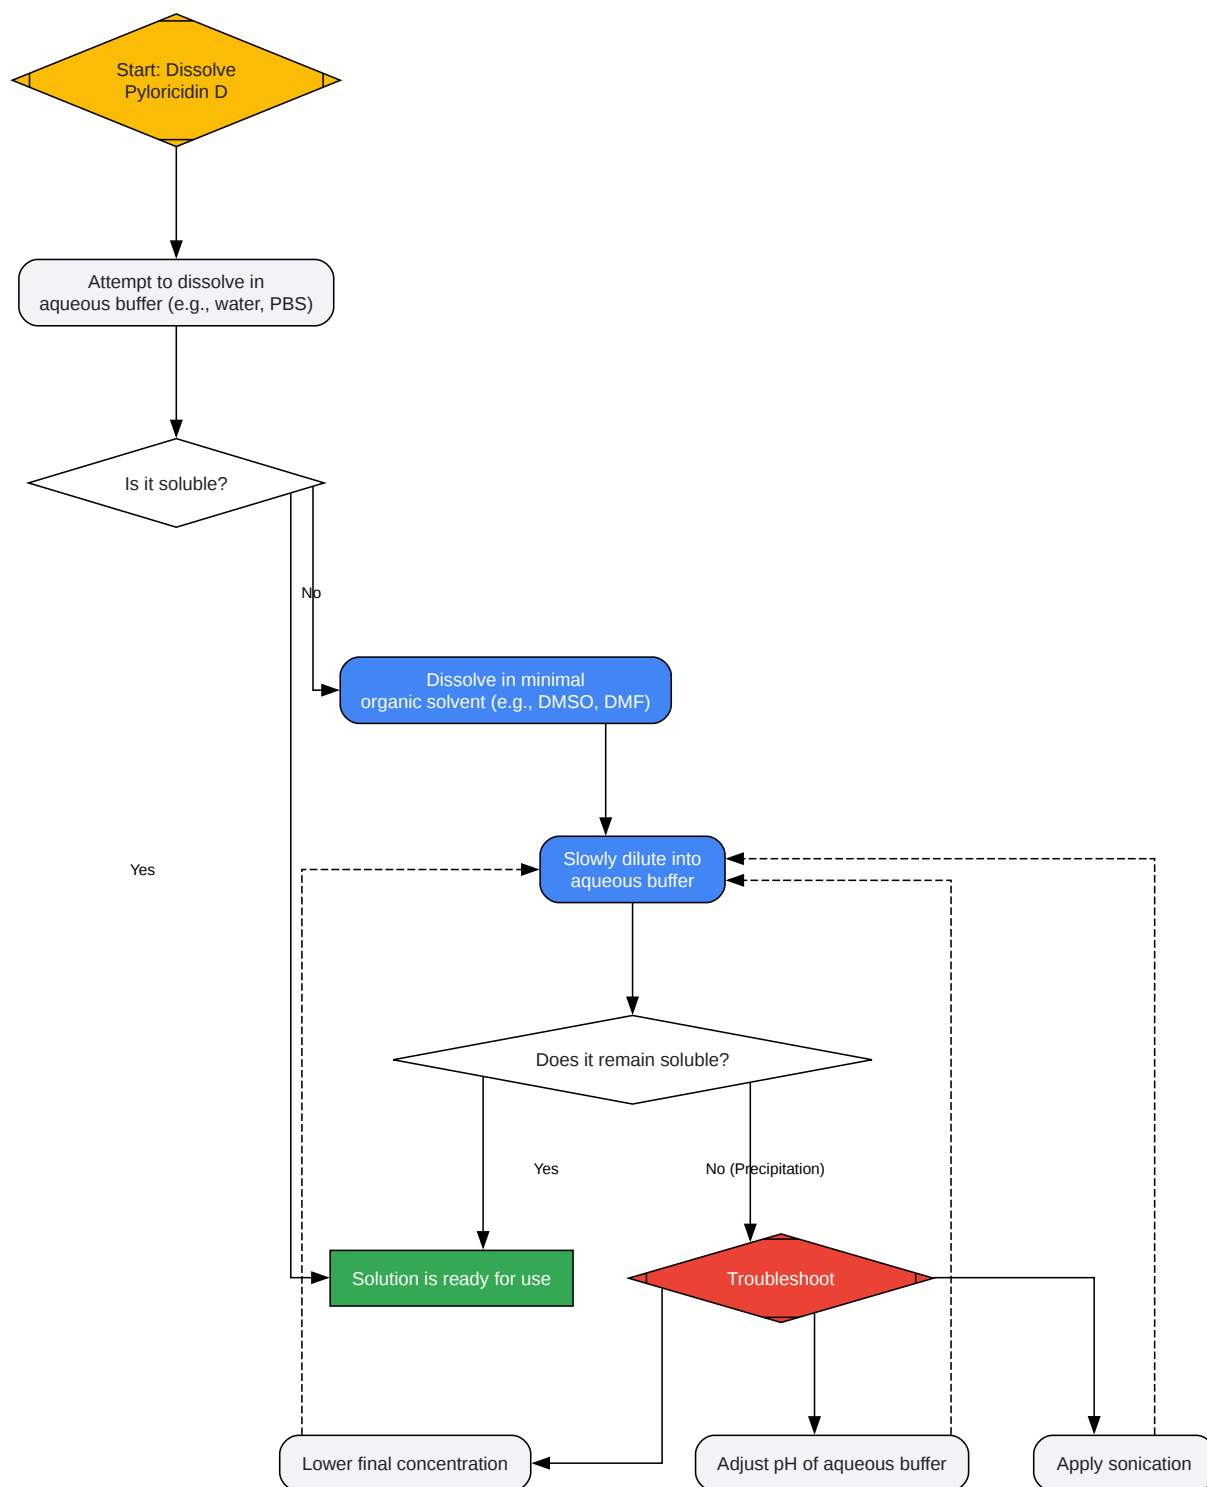 Start: Dissolve
Pyloricidin D
Attempt to dissolve in
aqueous buffer (e.g., water, PBS)
Is it soluble?
No
Dissolve in minimal
organic solvent (e.g., DMSO, DMF)
Slowly dilute into
aqueous buffer
Yes
Does it remain soluble?
Yes
No (Precipitation)
Solution is ready for use
Troubleshoot
Lower final concentration
Adjust pH of aqueous buffer
Apply sonication